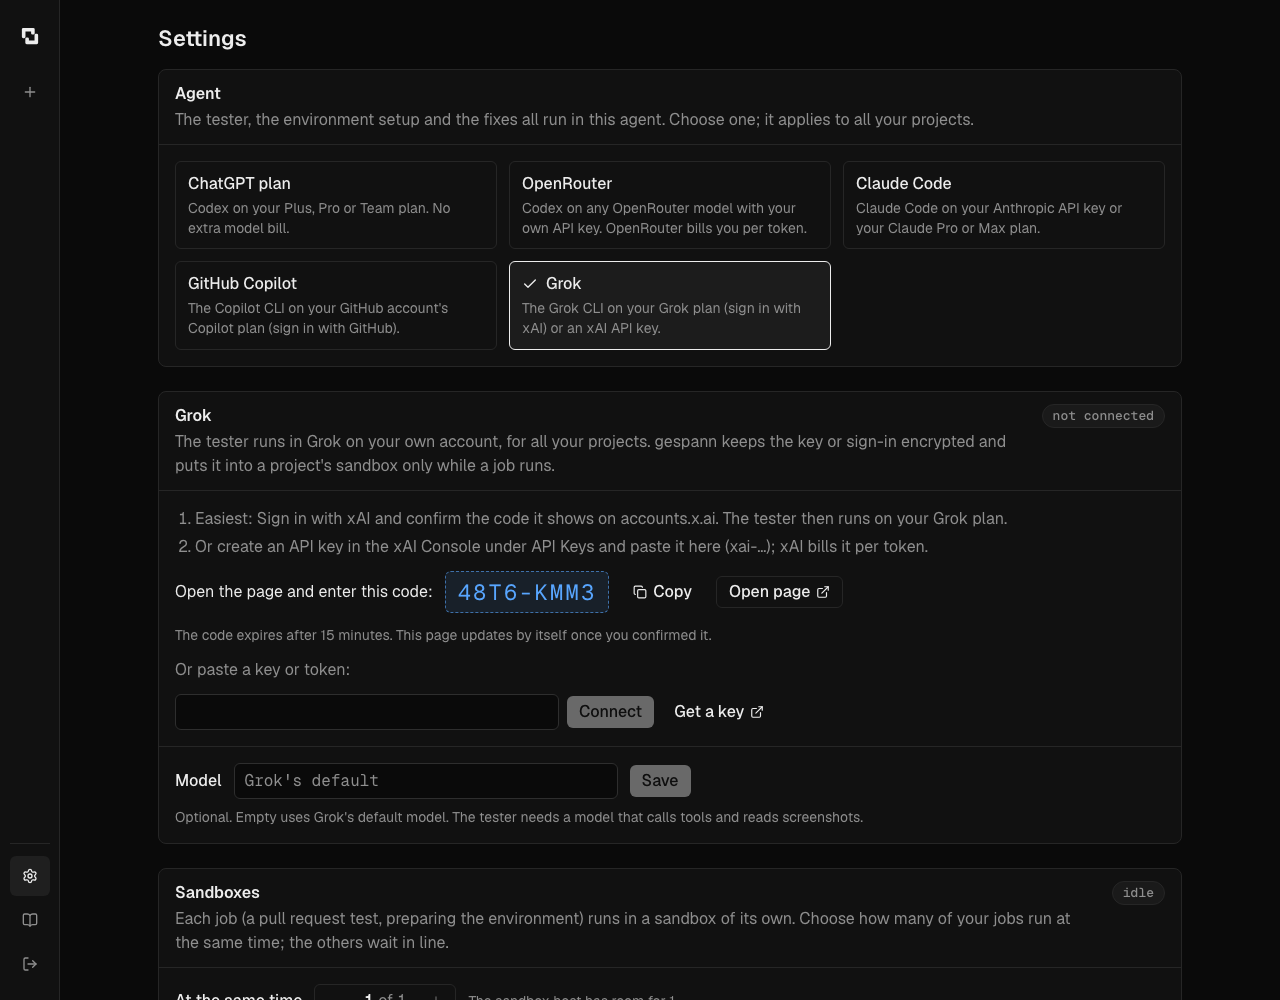 Settings
Agent
The tester, the environment setup and the fixes all run in this agent. Choose one; it applies to all your projects.
ChatGPT plan
Codex on your Plus, Pro or Team plan. No
extra model bill.
OpenRouter
Codex on any OpenRouter model with your
own API key. OpenRouter bills you per token.
Claude Code
Claude Code on your Anthropic API key or
your Claude Pro or Max plan.
GitHub Copilot
The Copilot CLI on your GitHub account's
Copilot plan (sign in with GitHub).
Grok
The Grok CLI on your Grok plan (sign in with
xAI) or an xAI API key.
Grok
not connected
The tester runs in Grok on your own account, for all your projects. gespann keeps the key or sign-in encrypted and
puts it into a project's sandbox only while a job runs.
1. Easiest: Sign in with xAI and confirm the code it shows on accounts.x.ai. The tester then runs on your Grok plan.
2. Or create an API key in the xAI Console under API Keys and paste it here (xai-…); xAI bills it per token.
Open the page and enter this code: 48T6-KMM3 Copy Open page
The code expires after 15 minutes. This page updates by itself once you confirmed it.
Or paste a key or token:
Connect Get a key
Model Grok's default Save
Optional. Empty uses Grok's default model. The tester needs a model that calls tools and reads screenshots.
Sandboxes
idle
Each job (a pull request test, preparing the environment) runs in a sandbox of its own. Choose how many of your jobs run at
the same time; the others wait in line.
At the same time 1 of 1 + The sandbox host has room for 1